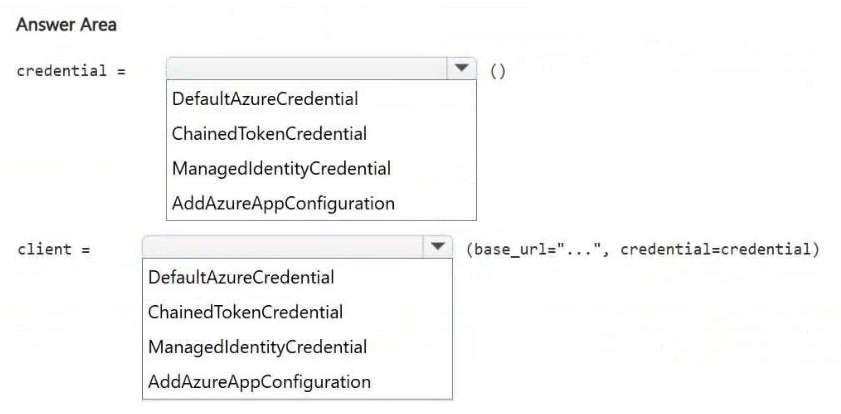 Answer Area
credential = ()
DefaultAzureCredential
ChainedTokenCredential
ManagedIdentityCredential
AddAzureAppConfiguration
client = (base_url="...", credential=credential)
DefaultAzureCredential
ChainedTokenCredential
ManagedIdentityCredential
AddAzureAppConfiguration